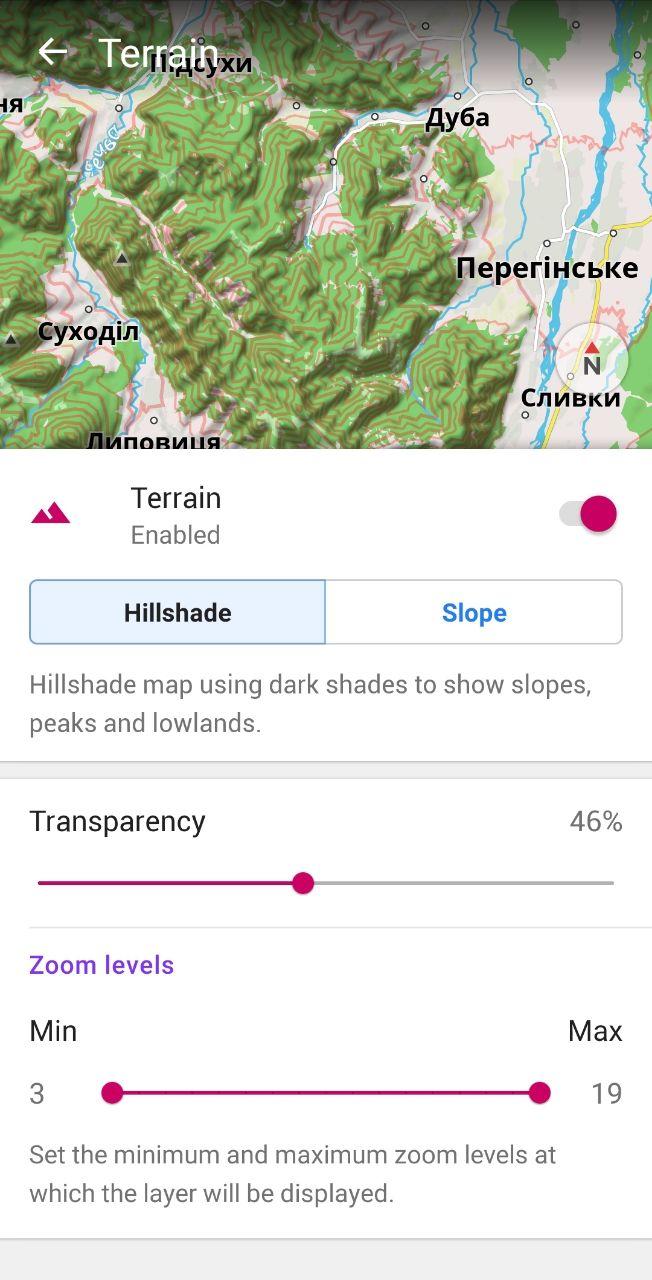 Terrain
Підсухи
ня
Дуба
Чечва
Перегінське
Суходіл
N
Сливки
Липовиця
Terrain
Enabled
Hillshade
Slope
Hillshade map using dark shades to show slopes,
peaks and lowlands.
Transparency
46%
Zoom levels
Min
Max
3
19
Set the minimum and maximum zoom levels at
which the layer will be displayed.